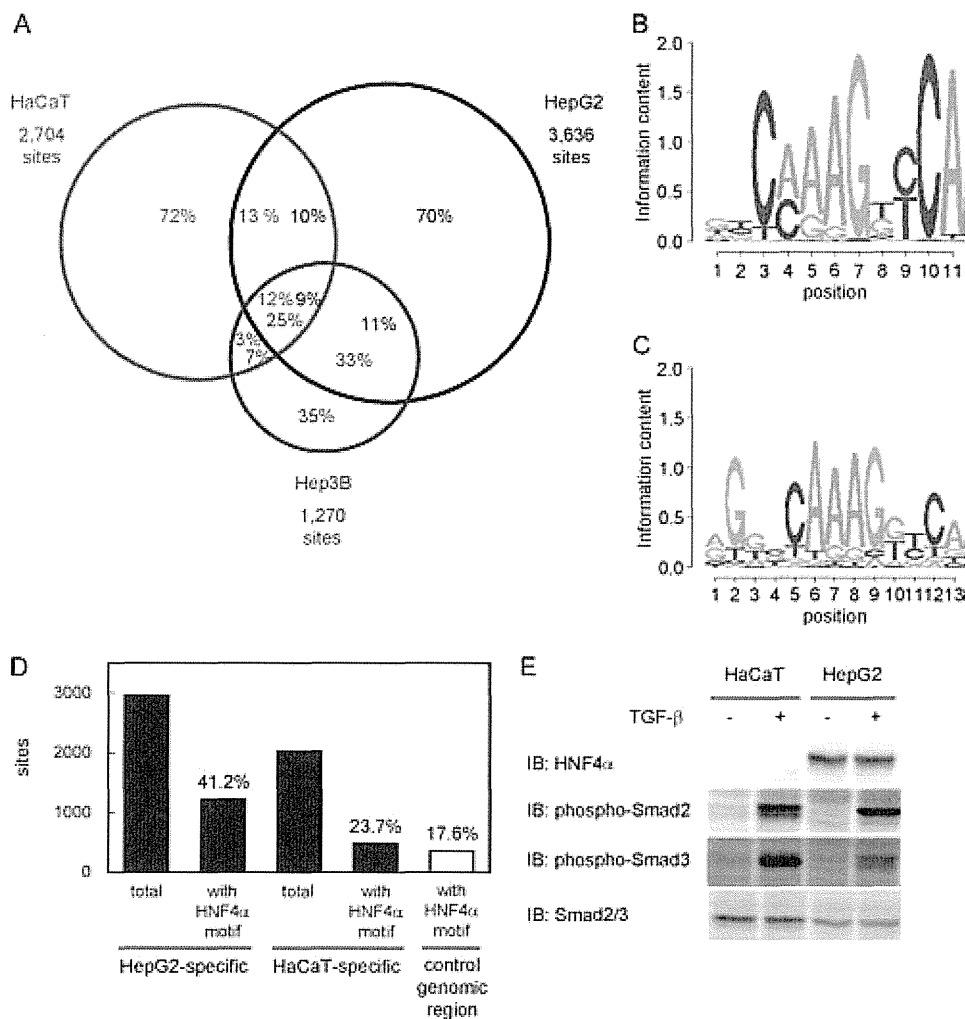 A
HaCaT
2,704
sites
HepG2
3,636
sites
72%
13 %
10%
70%
12%
9%
25%
11%
3%
7%
33%
35%
Hep3B
1,270
sites
B
Information content
2.0
1.5
1.0
0.5
0.0
1 2 3 4 5 6 7 8 9 10 11
position
C
Information content
2.0
1.5
1.0
0.5
0.0
1 2 3 4 5 6 7 8 9 10 11 12 13
position
D
sites
3000
2000
1000
0
41.2%
23.7%
17.6%
total
with
HNF4α
motif
total
with
HNF4α
motif
with
HNF4α
motif
HepG2-specific
HaCaT-specific
control
genomic
region
E
HaCaT HepG2
TGF-β - + - +
IB: HNF4α
IB: phospho-Smad2
IB: phospho-Smad3
IB: Smad2/3